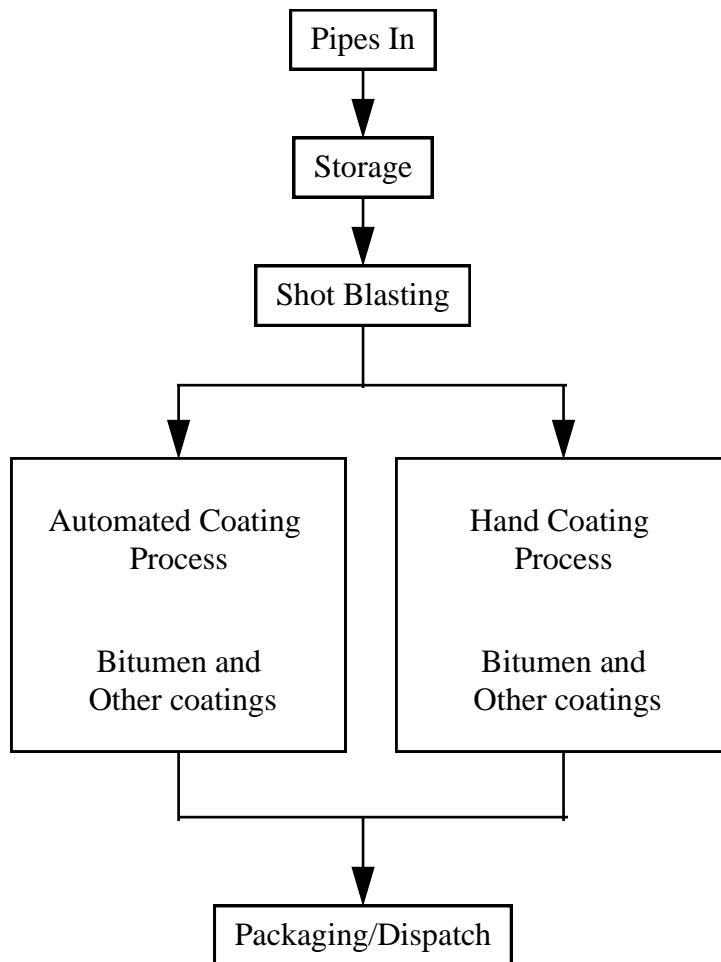 Pipes In
Storage
Shot Blasting
Automated Coating
Process
Bitumen and
Other coatings
Hand Coating
Process
Bitumen and
Other coatings
Packaging/Dispatch